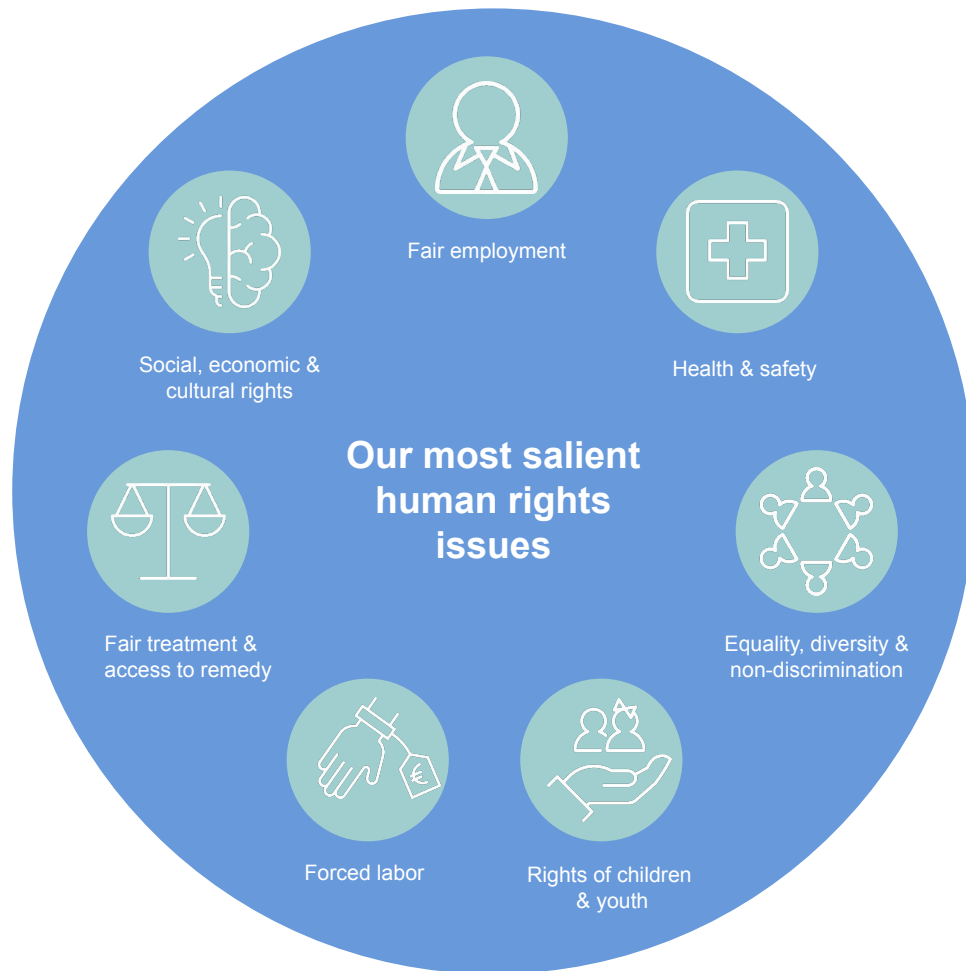 Fair employment
Health & safety
Social, economic &
cultural rights
Our most salient
human rights
issues
Equality, diversity &
non-discrimination
Fair treatment &
access to remedy
€
Forced labor
Rights of children
& youth